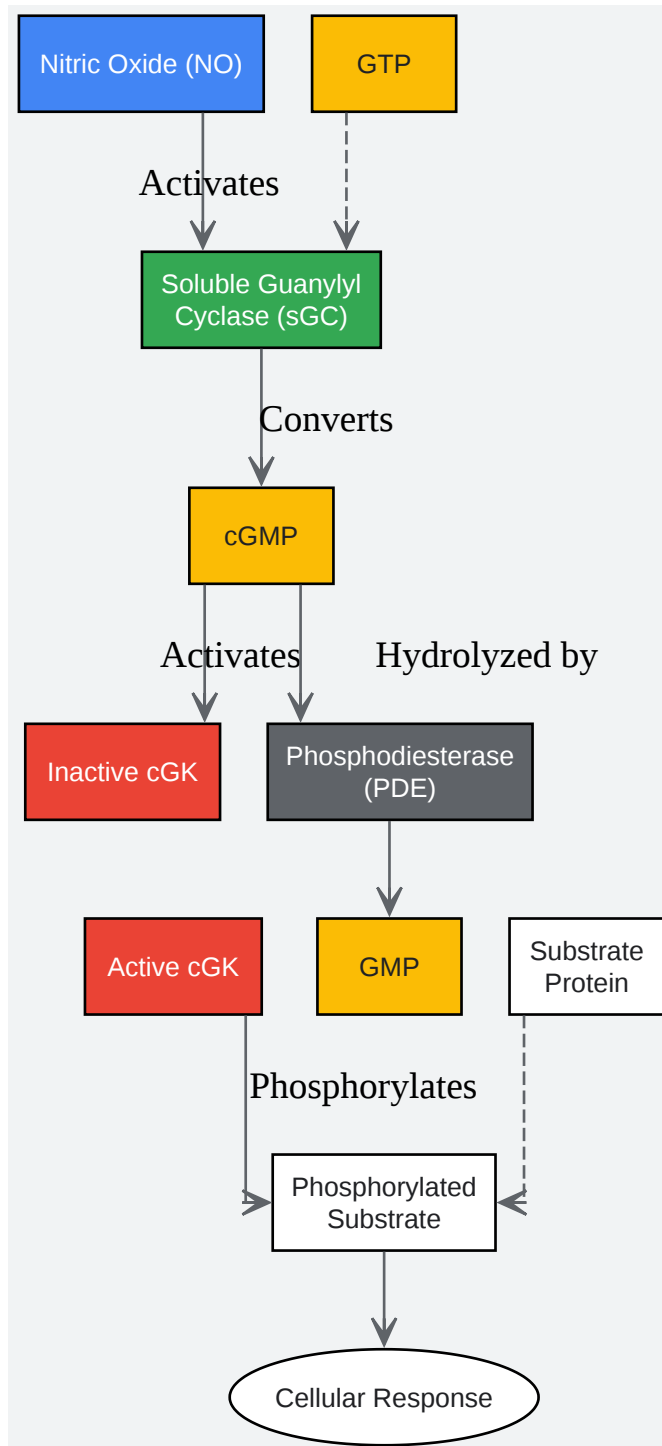 Nitric Oxide (NO)
GTP
Activates
Soluble Guanylyl
Cyclase (sGC)
Converts
cGMP
Activates
Hydrolyzed by
Inactive cGK
Phosphodiesterase
(PDE)
Active cGK
GMP
Substrate
Protein
Phosphorylates
Phosphorylated
Substrate
Cellular Response